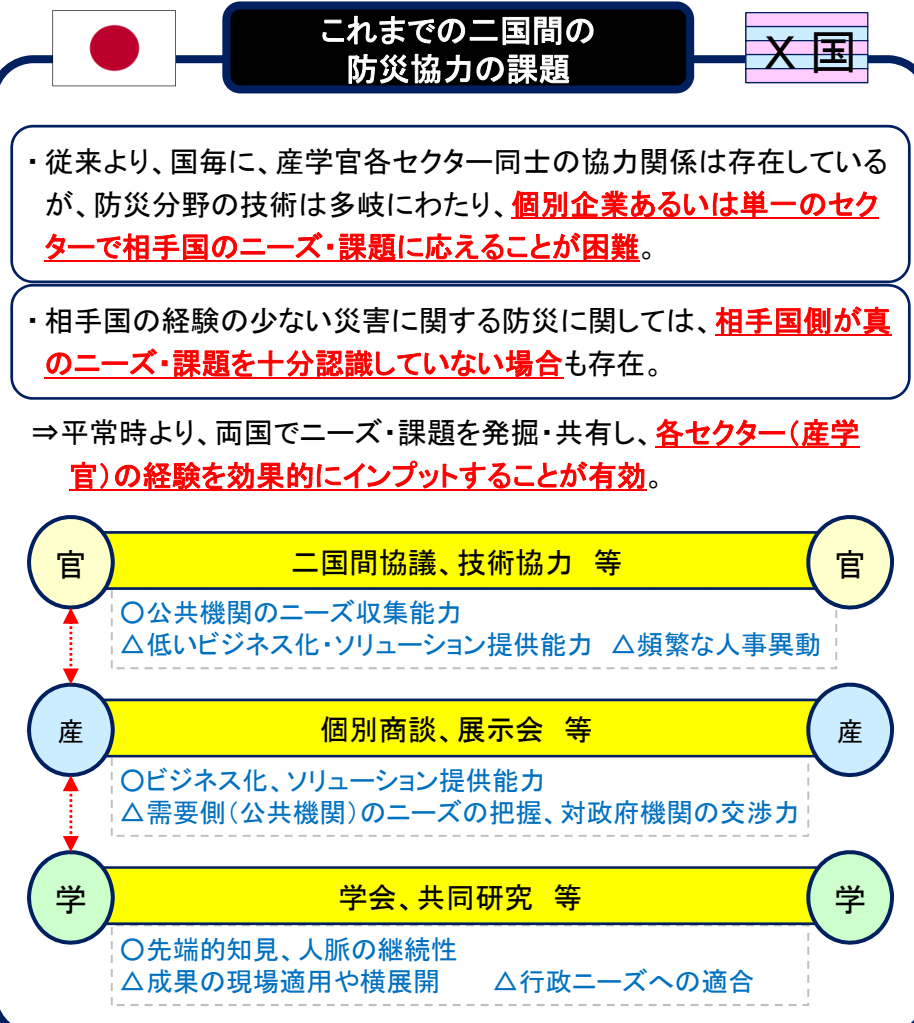 これまでの二国間の
防災協力の課題
X国
・従来より、国毎に、産学官各セクター同士の協力関係は存在している
が、防災分野の技術は多岐にわたり、個別企業あるいは単一のセク
ターで相手国のニーズ・課題に応えることが困難。
・相手国の経験の少ない災害に関する防災に関しては、相手国側が真
のニーズ・課題を十分認識していない場合も存在。
⇒平常時より、両国でニーズ・課題を発掘・共有し、各セクター(産学
官)の経験を効果的にインプットすることが有効。
官 二国間協議、技術協力 等 官
〇公共機関のニーズ収集能力
△低いビジネス化・ソリューション提供能力 △頻繁な人事異動
産 個別商談、展示会 等 産
〇ビジネス化、ソリューション提供能力
△需要側(公共機関)のニーズの把握、対政府機関の交渉力
学 学会、共同研究 等 学
〇先端的知見、人脈の継続性
△成果の現場適用や横展開 △行政ニーズへの適合